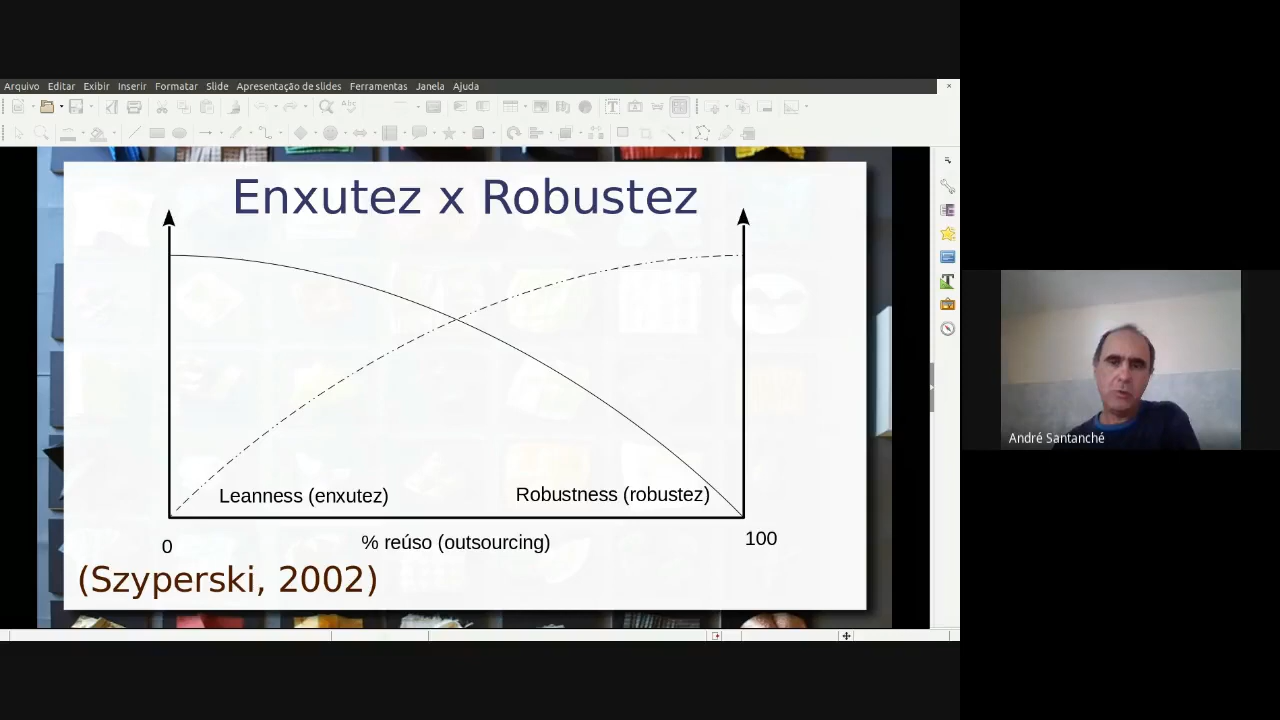 Arquivo Editar Exibir Inserir Formatar Slide Apresentação de slides Ferramentas Janela Ajuda
Enxutez x Robustez
Leanness (enxutez)
Robustness (robustez)
0
% reúso (outsourcing)
100
(Szyperski, 2002)
André Santanchè